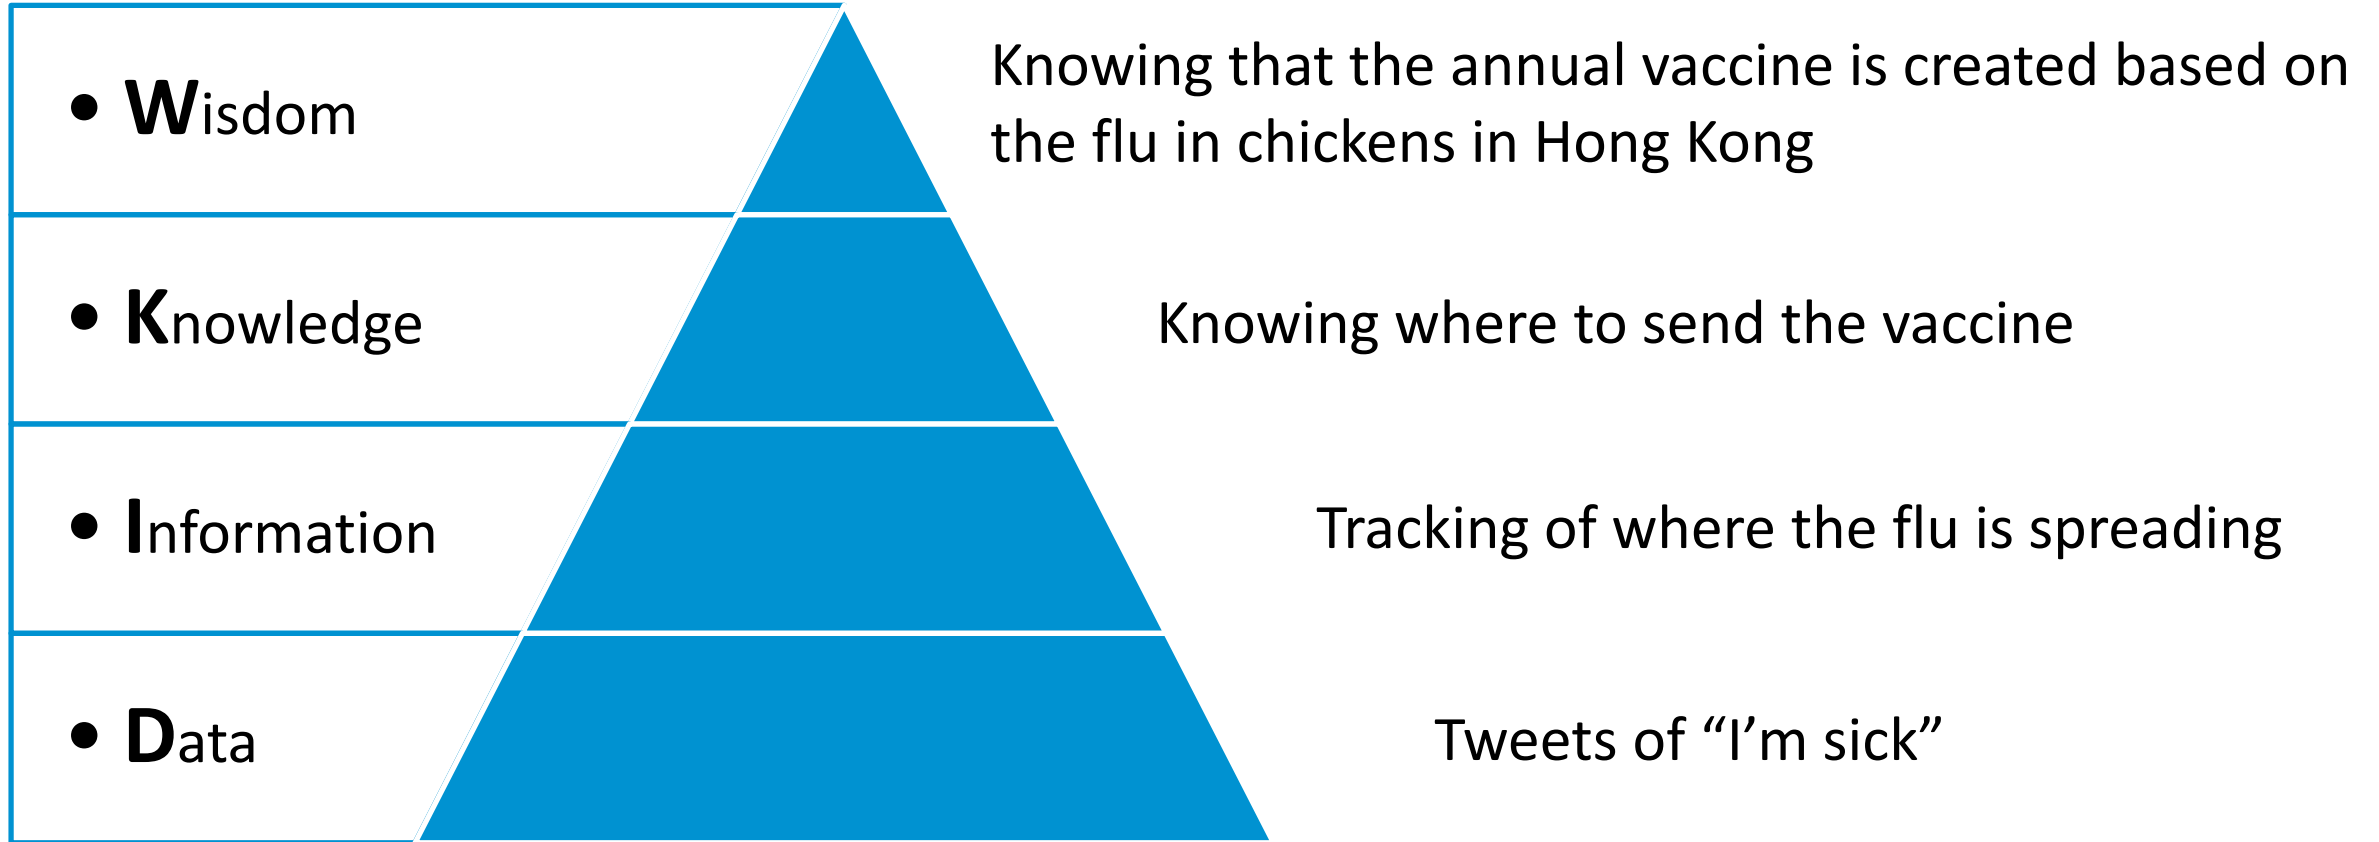 • Wisdom
Knowing that the annual vaccine is created based on
the flu in chickens in Hong Kong
• Knowledge
Knowing where to send the vaccine
• Information
Tracking of where the flu is spreading
• Data
Tweets of “I’m sick”